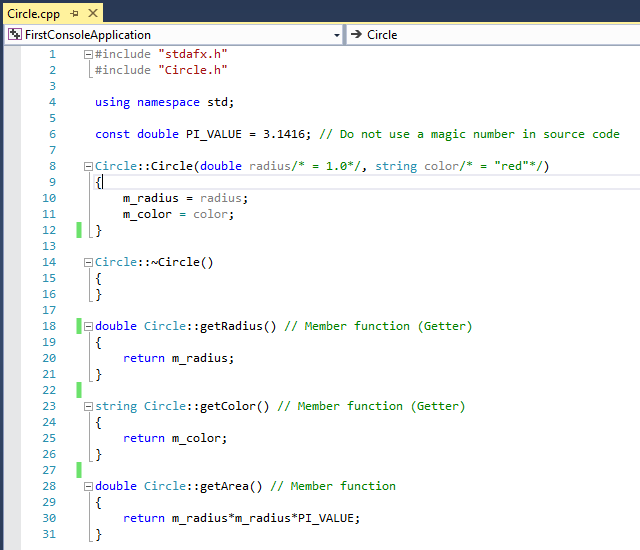 Circle.cpp
FirstConsoleApplication
Circle
1 #include "stdafx.h"
2 #include "Circle.h"
3
4 using namespace std;
5
6 const double PI_VALUE = 3.1416; // Do not use a magic number in source code
7
8 Circle::Circle(double radius/* = 1.0*/, string color/* = "red"*/)
9 {
10 m_radius = radius;
11 m_color = color;
12 }
13
14 Circle::~Circle()
15 {
16 }
17
18 double Circle::getRadius() // Member function (Getter)
19 {
20 return m_radius;
21 }
22
23 string Circle::getColor() // Member function (Getter)
24 {
25 return m_color;
26 }
27
28 double Circle::getArea() // Member function
29 {
30 return m_radius*m_radius*PI_VALUE;
31 }